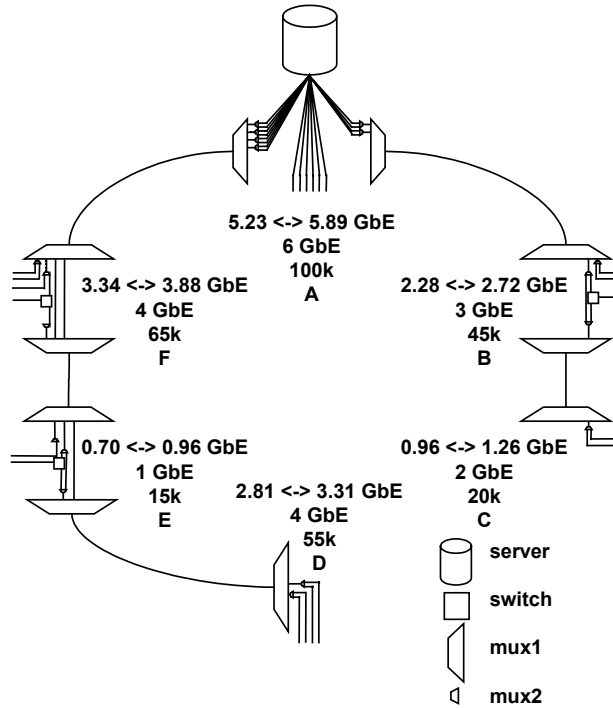 5.23 <-> 5.89 GbE
6 GbE
100k
A
3.34 <-> 3.88 GbE
4 GbE
65k
F
2.28 <-> 2.72 GbE
3 GbE
45k
B
0.70 <-> 0.96 GbE
1 GbE
15k
E
0.96 <-> 1.26 GbE
2 GbE
20k
C
2.81 <-> 3.31 GbE
4 GbE
55k
D
server
switch
mux1
mux2